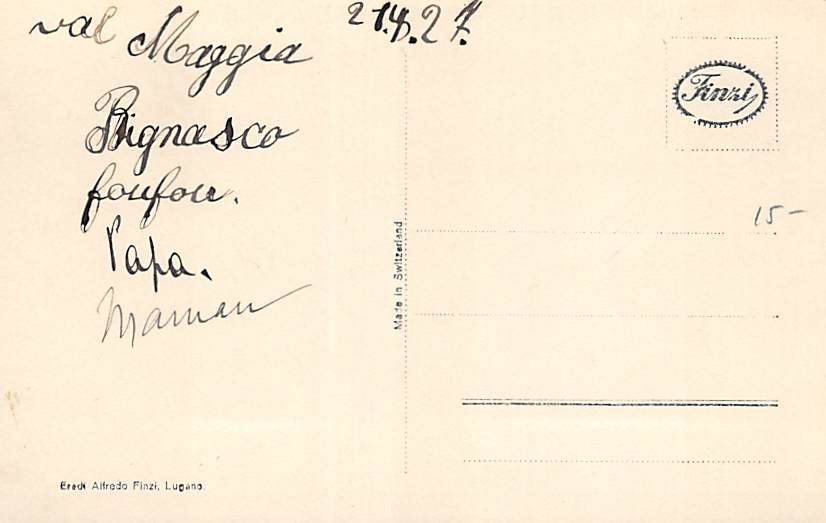 val Maggia
Bignasco
foufou.
Papa.
Maman
21.4.27.
Finzi
15-
Made in Switzerland
Eredi Alfredo Finzi, Lugano.